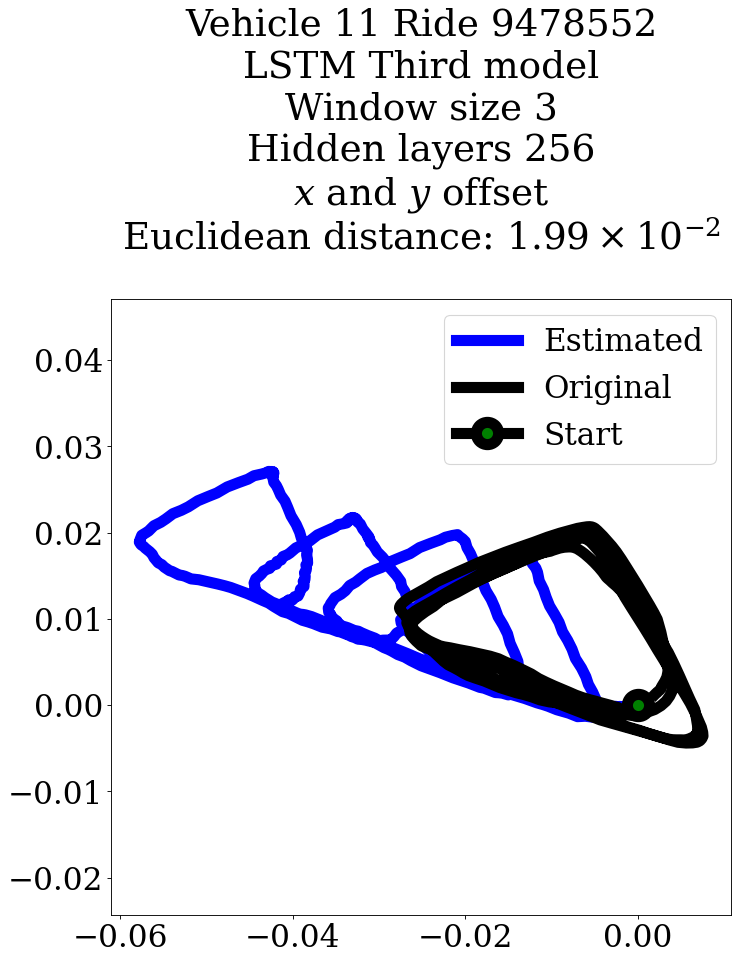 Vehicle 11 Ride 9478552
LSTM Third model
Window size 3
Hidden layers 256
x and y offset
Euclidean distance: 1.99 × 10⁻²
Estimated
Original
Start
0.04
0.03
0.02
0.01
0.00
−0.01
−0.02
−0.06 −0.04 −0.02 0.00